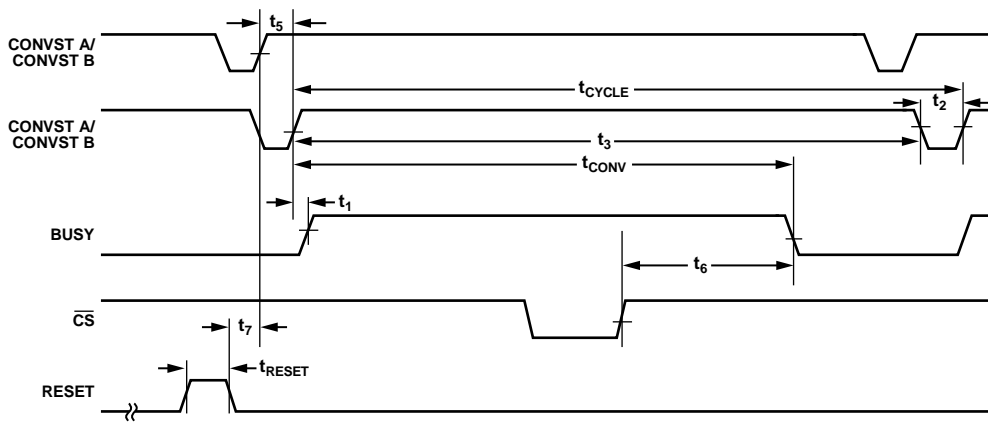 t5
CONVST A/
CONVST B
tCYCLE
t2
CONVST A/
CONVST B
t3
tCONV
t1
BUSY
t6
CS
t7
tRESET
RESET